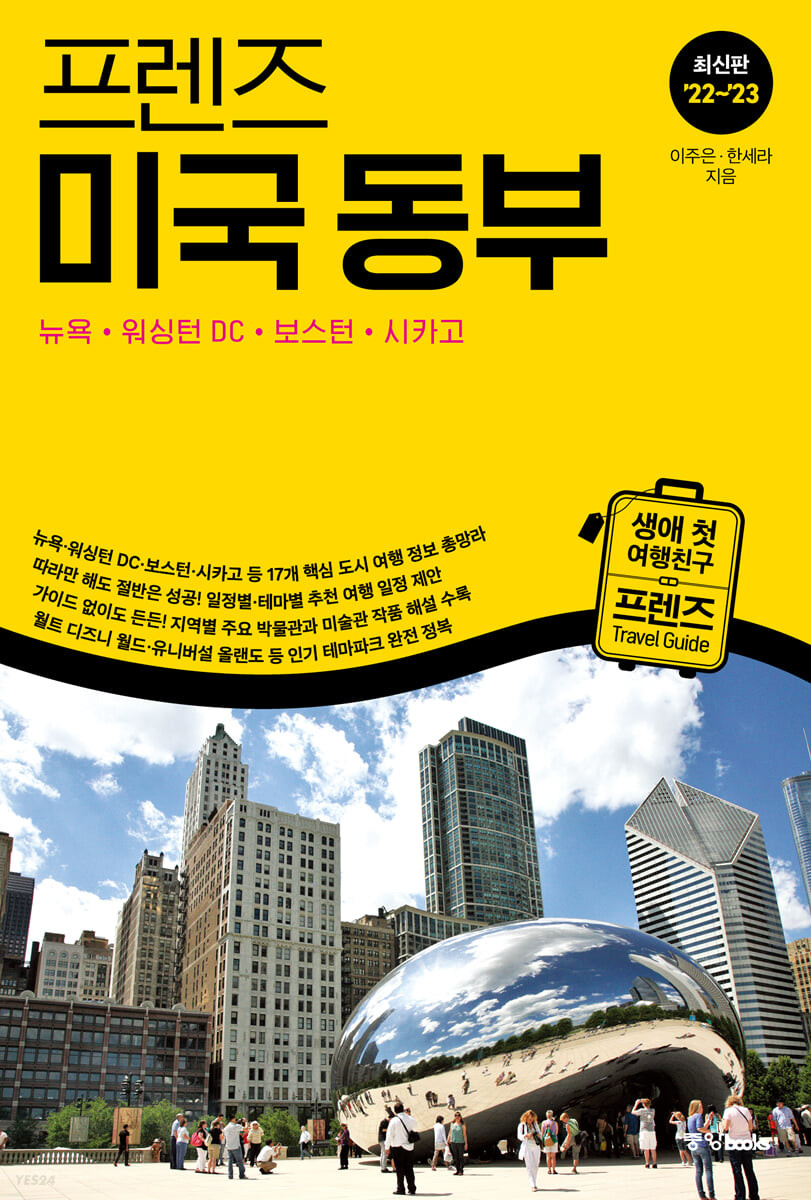 프렌즈
미국 동부
뉴욕 • 워싱턴 DC • 보스턴 • 시카고
최신판
'22~'23
이주은 · 한세라
지음
뉴욕·워싱턴 DC·보스턴·시카고 등 17개 핵심 도시 여행 정보 총망라
따라만 해도 절반은 성공! 일정별·테마별 추천 여행 일정 제안
가이드 없이도 든든! 지역별 주요 박물관과 미술관 작품 해설 수록
월트 디즈니 월드·유니버설 올랜도 등 인기 테마파크 완전 정복
생애 첫
여행친구
프렌즈
Travel Guide
중앙books
YES24